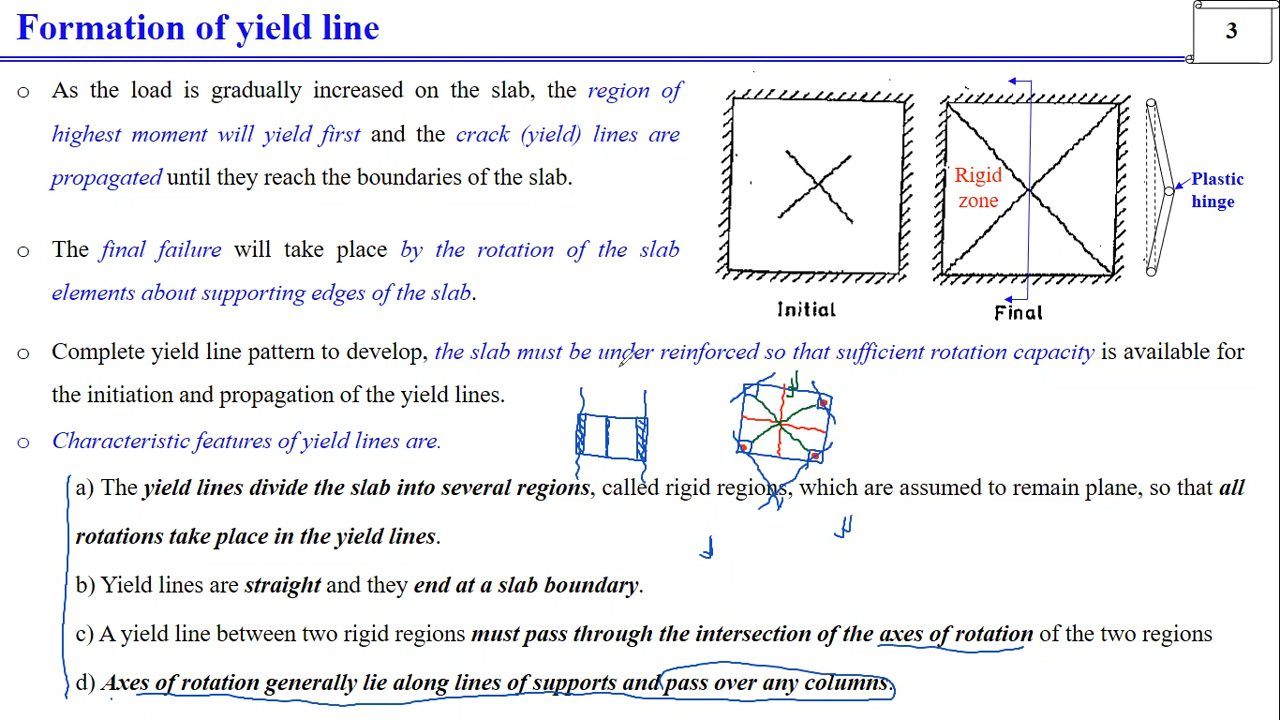 Formation of yield line
3
o As the load is gradually increased on the slab, the region of
highest moment will yield first and the crack (yield) lines are
propagated until they reach the boundaries of the slab.
o The final failure will take place by the rotation of the slab
elements about supporting edges of the slab.
Initial
Rigid
zone
Final
Plastic
hinge
o Complete yield line pattern to develop, the slab must be under reinforced so that sufficient rotation capacity is available for
the initiation and propagation of the yield lines.
o Characteristic features of yield lines are.
a) The yield lines divide the slab into several regions, called rigid regions, which are assumed to remain plane, so that all
rotations take place in the yield lines.
b) Yield lines are straight and they end at a slab boundary.
c) A yield line between two rigid regions must pass through the intersection of the axes of rotation of the two regions
d) Axes of rotation generally lie along lines of supports and pass over any columns.